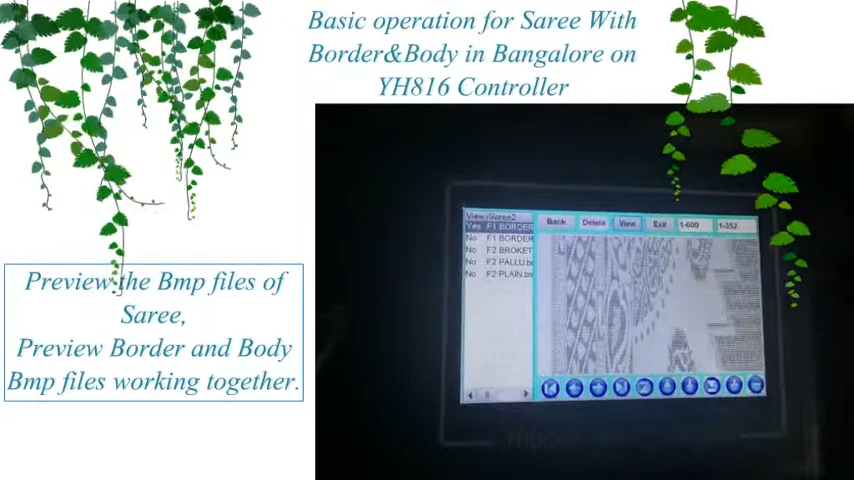 Basic operation for Saree With
Border&Body in Bangalore on
YH816 Controller
View /Saree2
Back Delete View Exit 1-600 1-352
Yes F1 BORDER
No F1 BORDER
No F2 BROKET
No F2 PALLU.br
No F2 PLAIN.br
Preview the Bmp files of
Saree,
Preview Border and Body
Bmp files working together.